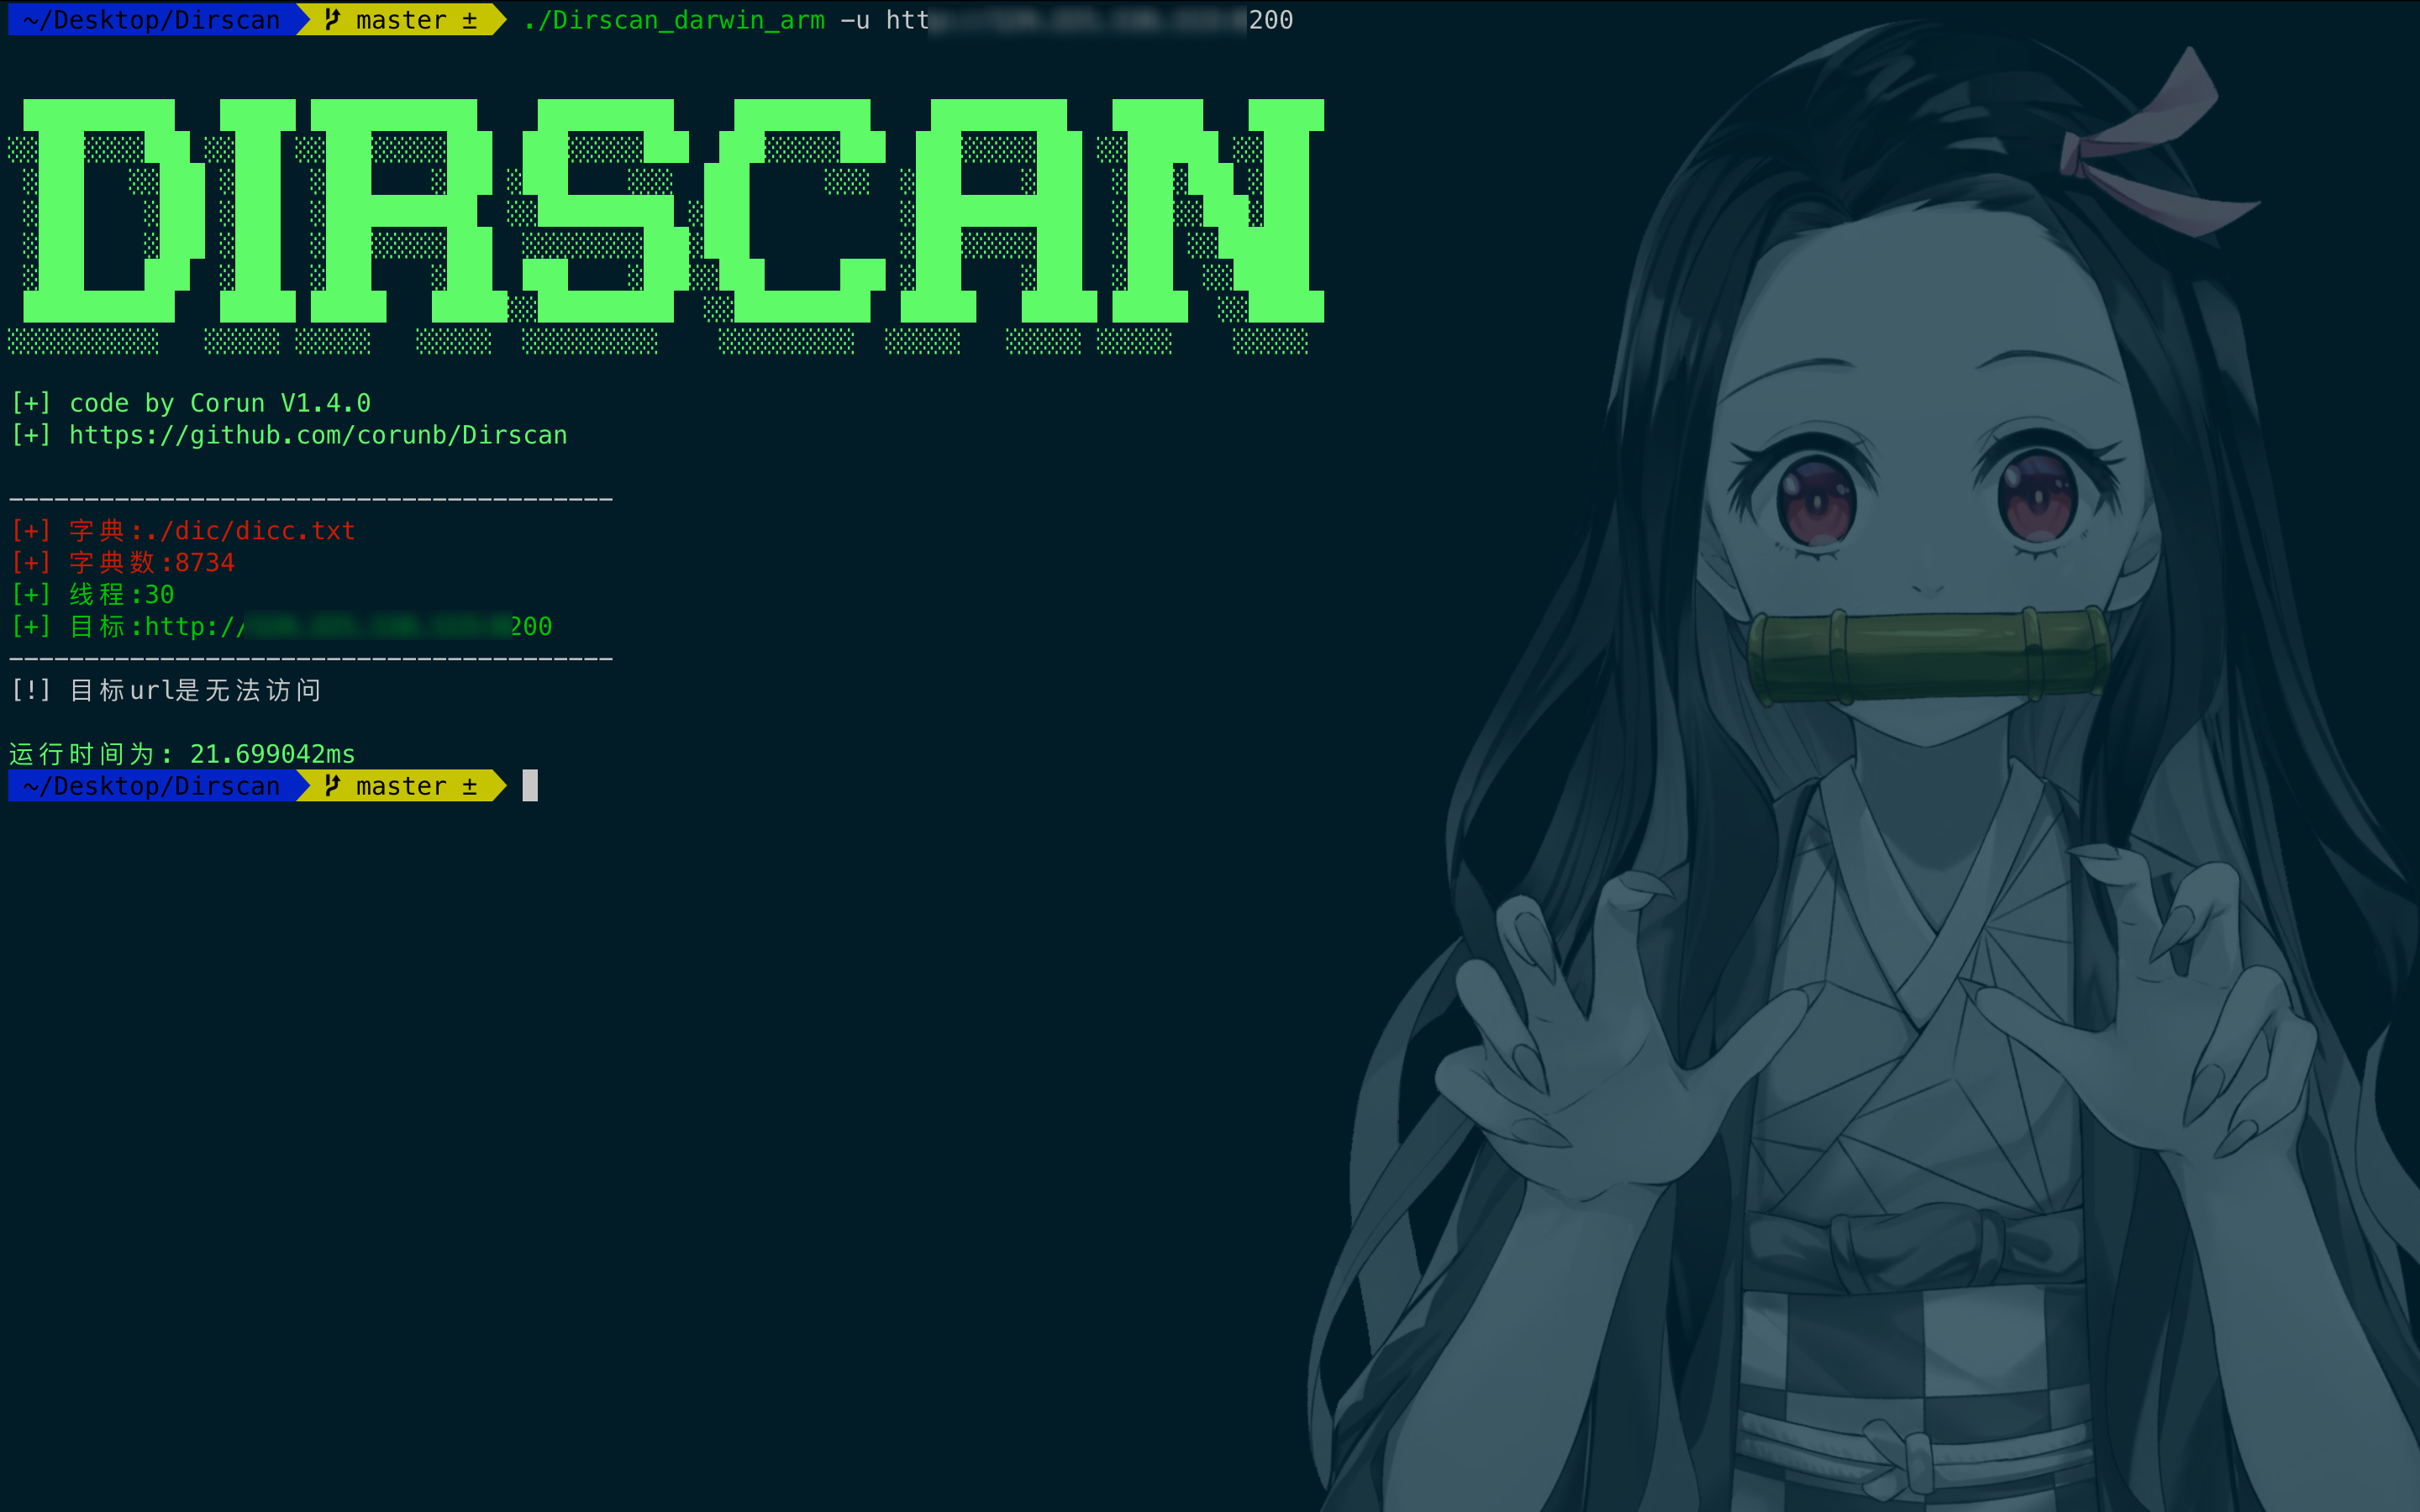 ~/Desktop/Dirscan master ± ./Dirscan_darwin_arm -u htt 200
DIRSCAN
[+] code by Corun V1.4.0
[+] https://github.com/corunb/Dirscan
[+] 字典:./dic/dicc.txt
[+] 字典数:8734
[+] 线程:30
[+] 目标:http:// 200
[!] 目标url是无法访问
运行时间为: 21.699042ms
~/Desktop/Dirscan master ±